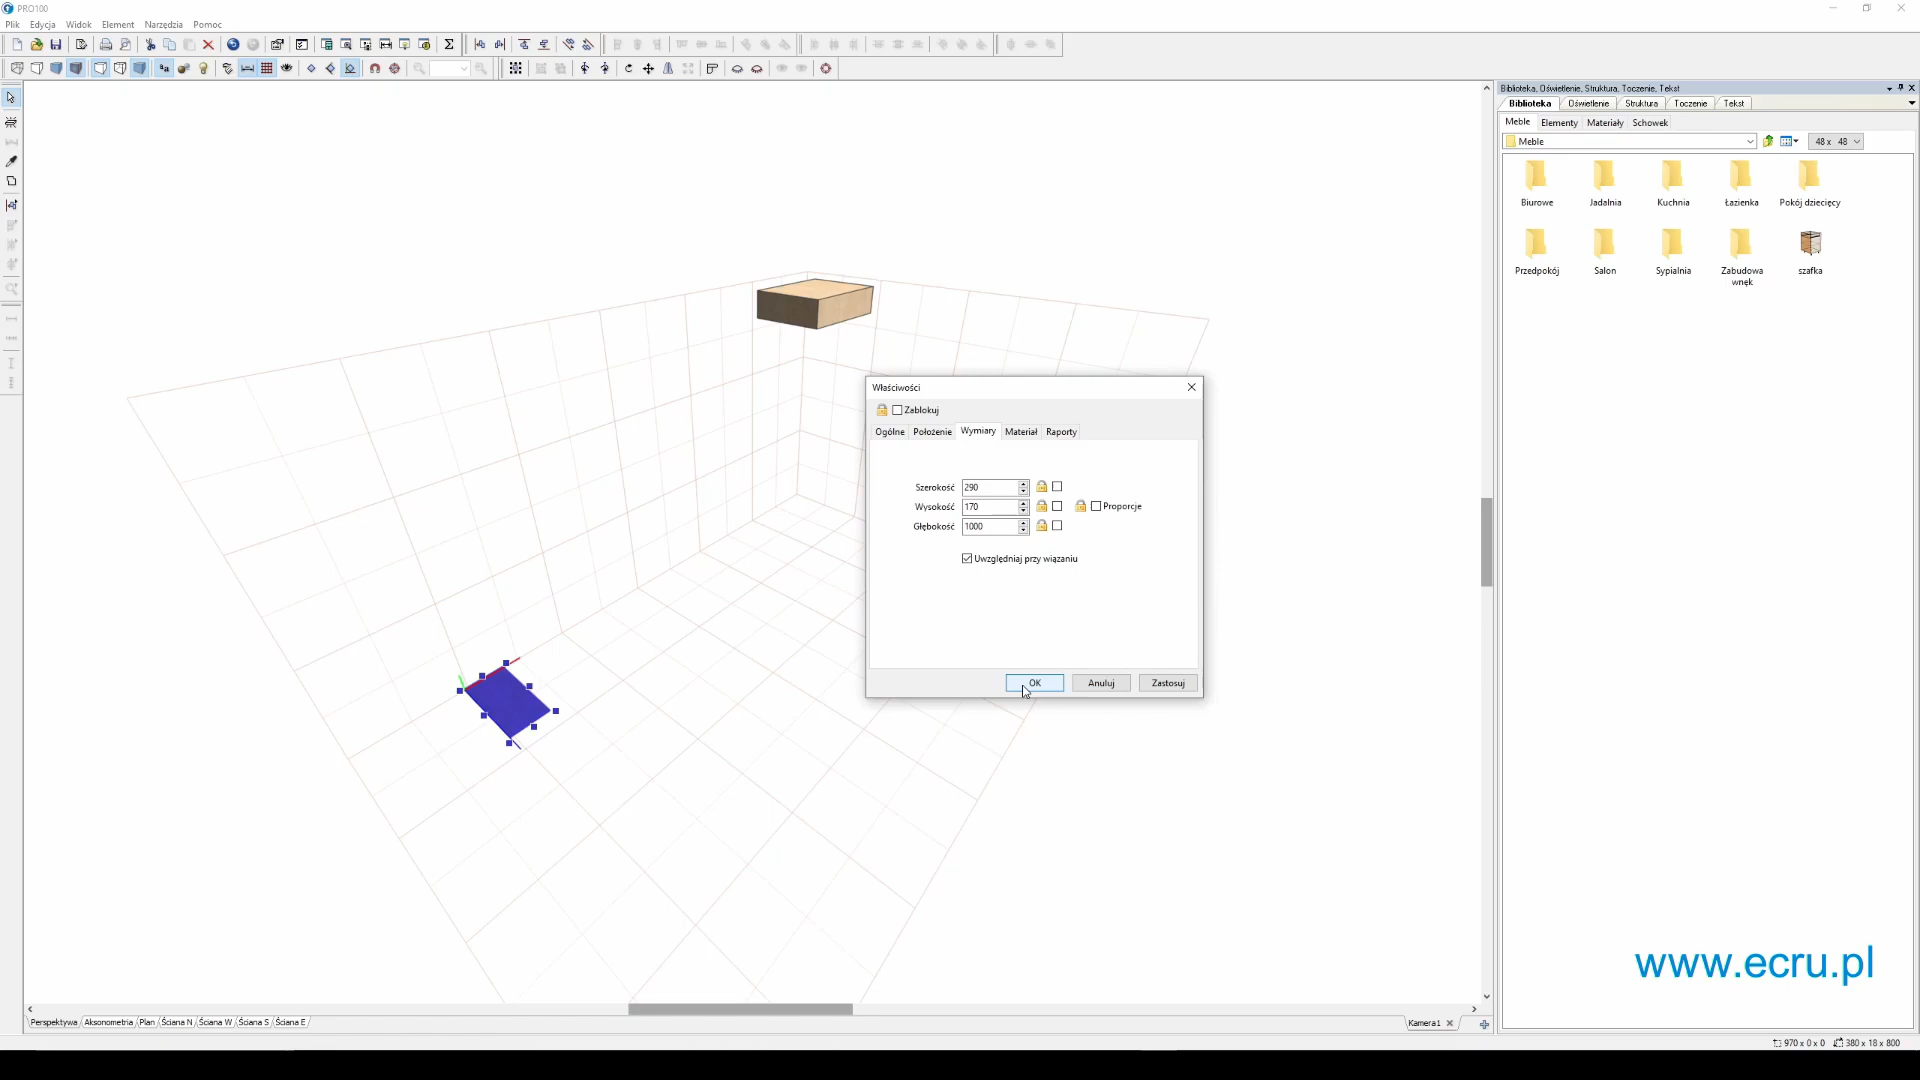 PRO100
Plik Edycja Widok Element Narzędzia Pomoc
Biblioteka, Oświetlenie, Struktura, Toczenie, Tekst
Biblioteka Oświetlenie Struktura Toczenie Tekst
Meble Elementy Materiały Schowek
Meble 48 x 48
Biurowe Jadalnia Kuchnia Łazienka Pokój dziecięcy
Przedpokój Salon Sypialnia Zabudowa wnęk szafka
Właściwości
Zablokuj
Ogólne Położenie Wymiary Materiał Raporty
Szerokość 290
Wysokość 170 Proporcje
Głębokość 1000
Uwzględniaj przy wiązaniu
OK Anuluj Zastosuj
www.ecru.pl
Perspektywa Aksonometria Plan Ściana N Ściana W Ściana S Ściana E
Kamera1
970 x 0 x 0 380 x 18 x 800